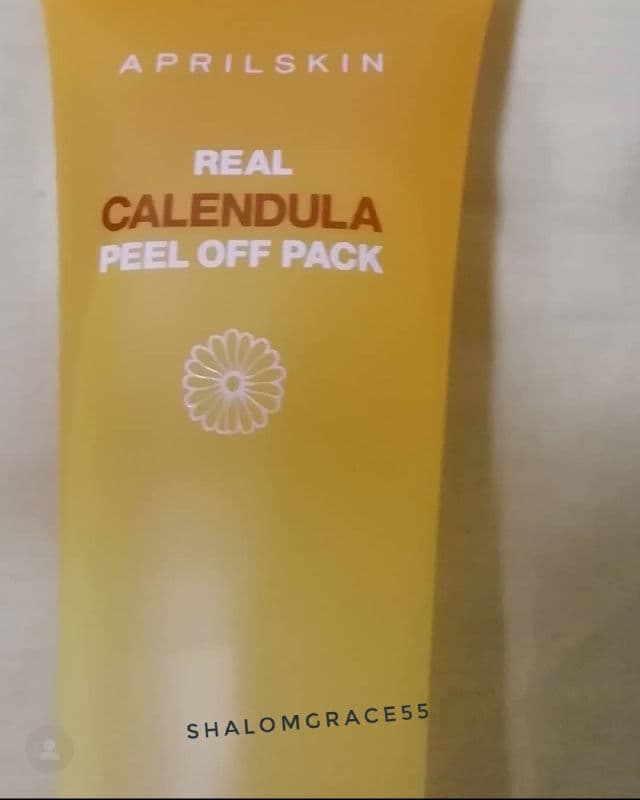 APRILSKIN
REAL
CALENDULA
PEEL OFF PACK
SHALOMGRACE55